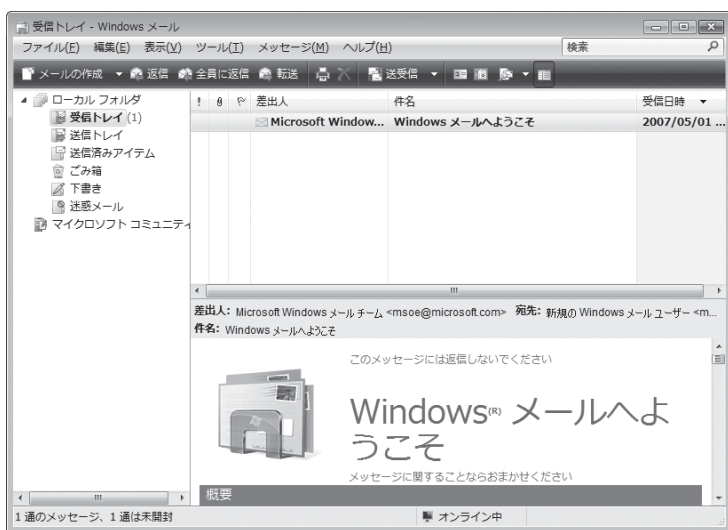 受信トレイ - Windows メール
ファイル(F) 編集(E) 表示(V) ツール(T) メッセージ(M) ヘルプ(H) 検索
メールの作成 返信 全員に返信 転送 送受信
ローカル フォルダ
受信トレイ (1)
送信トレイ
送信済みアイテム
ごみ箱
下書き
迷惑メール
マイクロソフト コミュニティ
! 差出人 件名 受信日時
Microsoft Window... Windows メールへようこそ 2007/05/01 ...
差出人: Microsoft Windows メール チーム <msoe@microsoft.com> 宛先: 新規の Windows メール ユーザー <m...
件名: Windows メールへようこそ
このメッセージには返信しないでください
Windows(R) メールへよ
うこそ
メッセージに関することならおまかせください
概要
1 通のメッセージ、1 通は未開封 オンライン中